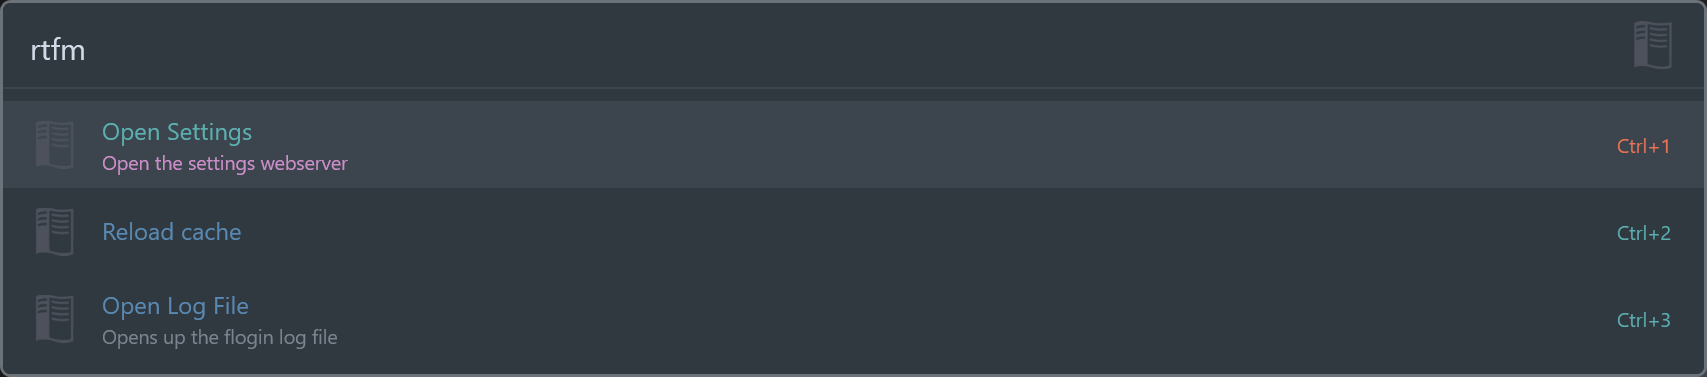 rtfm
Open Settings
Open the settings webserver
Ctrl+1
Reload cache
Ctrl+2
Open Log File
Opens up the flogin log file
Ctrl+3